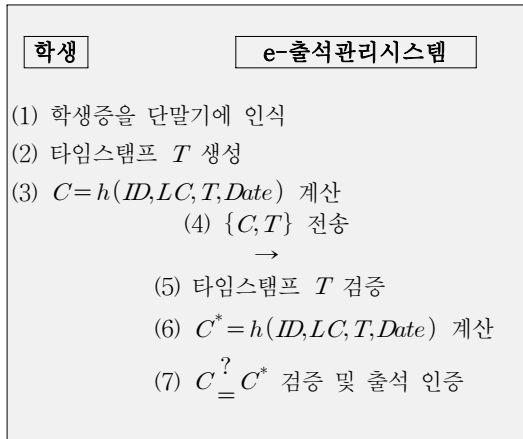 학생 e-출석관리시스템
(1) 학생증을 단말기에 인식
(2) 타임스탬프 T 생성
(3) C=h(ID,LC,T,Date) 계산
(4) {C,T} 전송
→
(5) 타임스탬프 T 검증
(6) C*=h(ID,LC,T,Date) 계산
(7) C ?= C* 검증 및 출석 인증